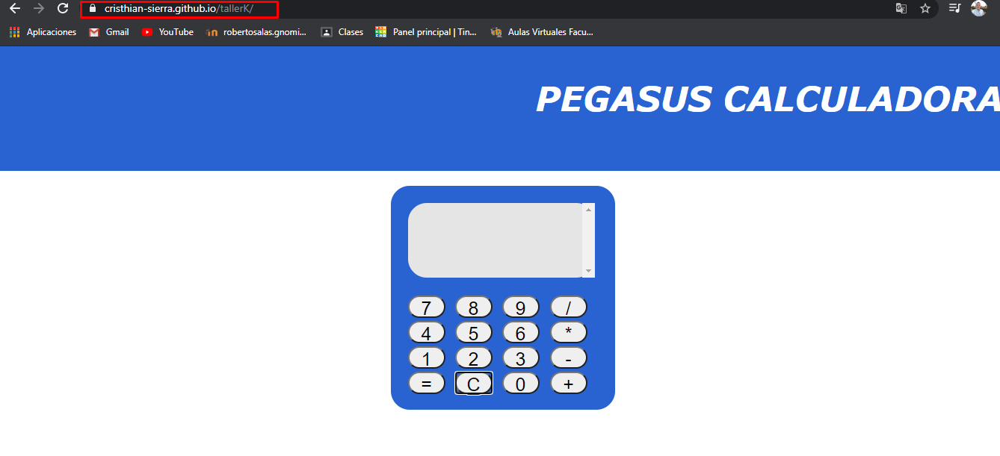 cristhian-sierra.github.io/tallerK/
Aplicaciones Gmail YouTube robertosalas.gnomi... Clases Panel principal | Tin... Aulas Virtuales Facu...
PEGASUS CALCULADORA
7 8 9 /
4 5 6 *
1 2 3 -
= C 0 +